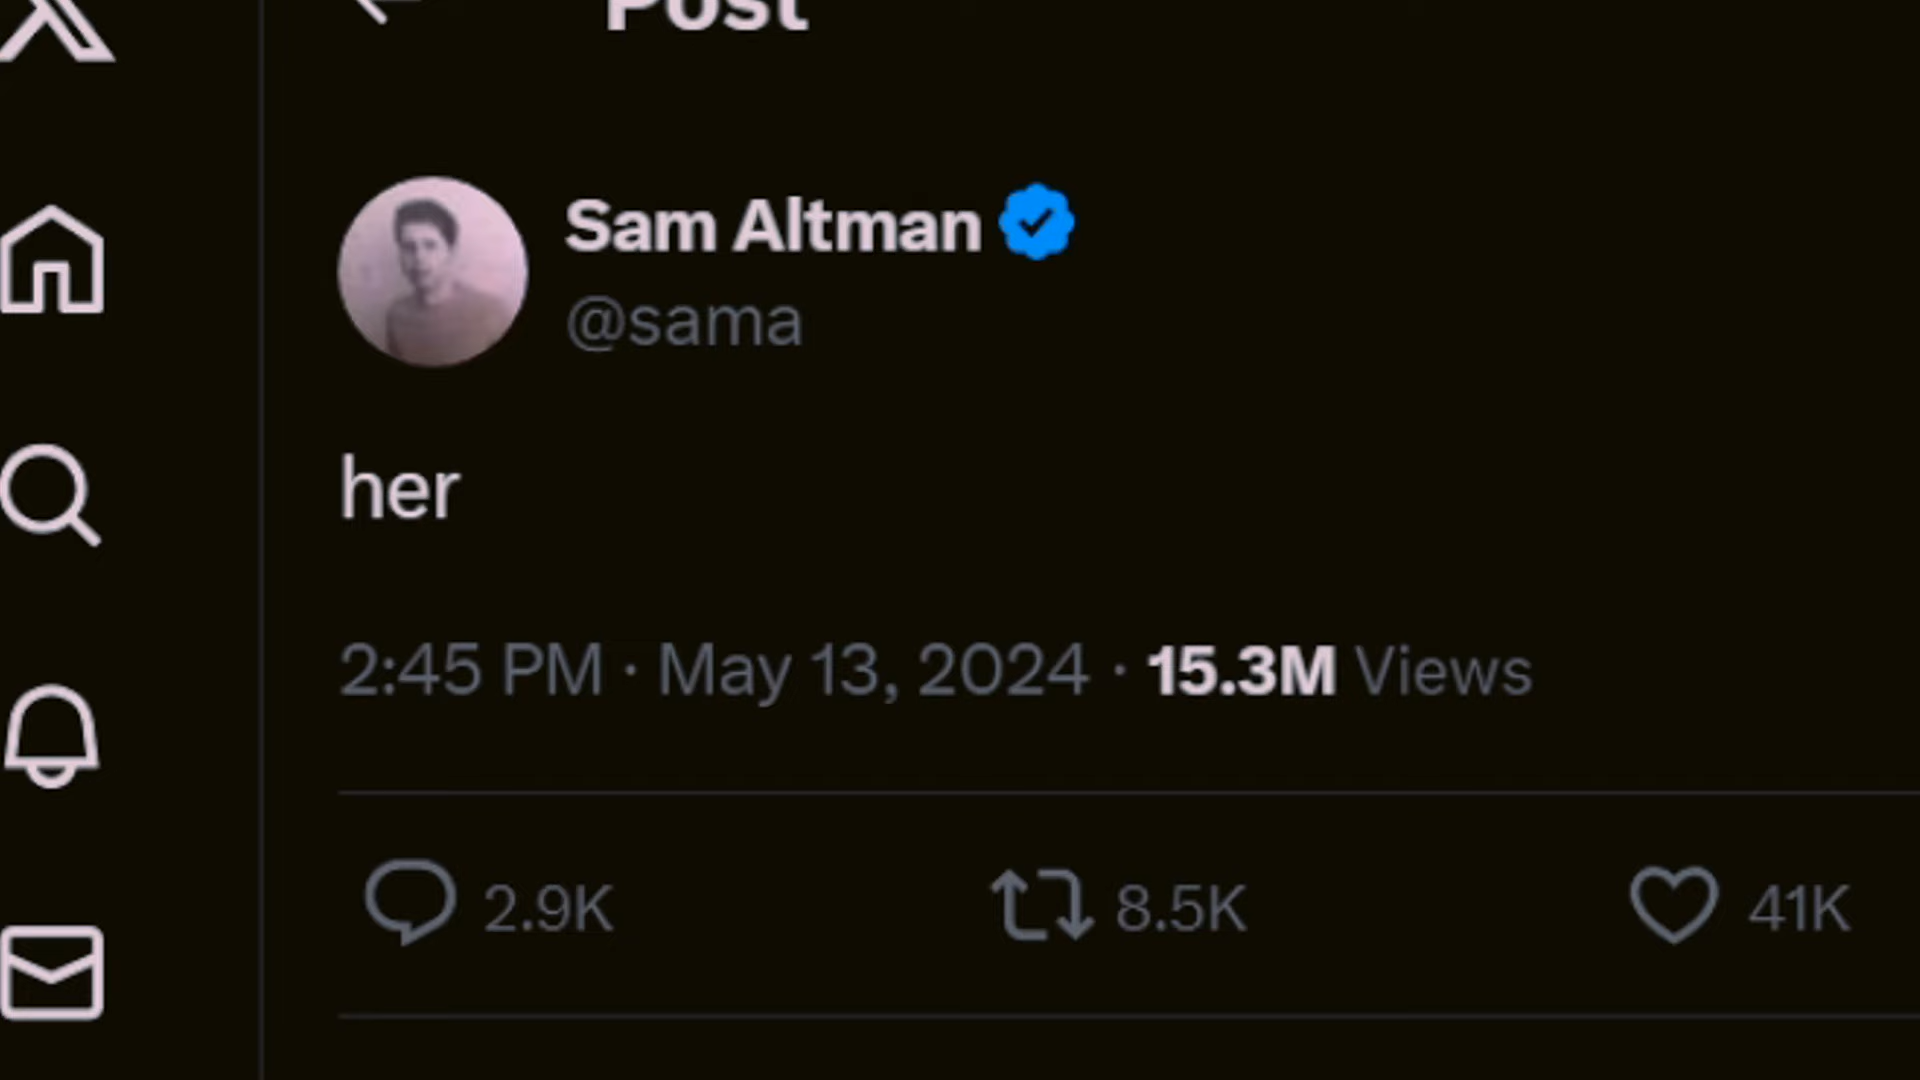 Post
Sam Altman
@sama
her
2:45 PM · May 13, 2024 · 15.3M Views
2.9K 8.5K 41K